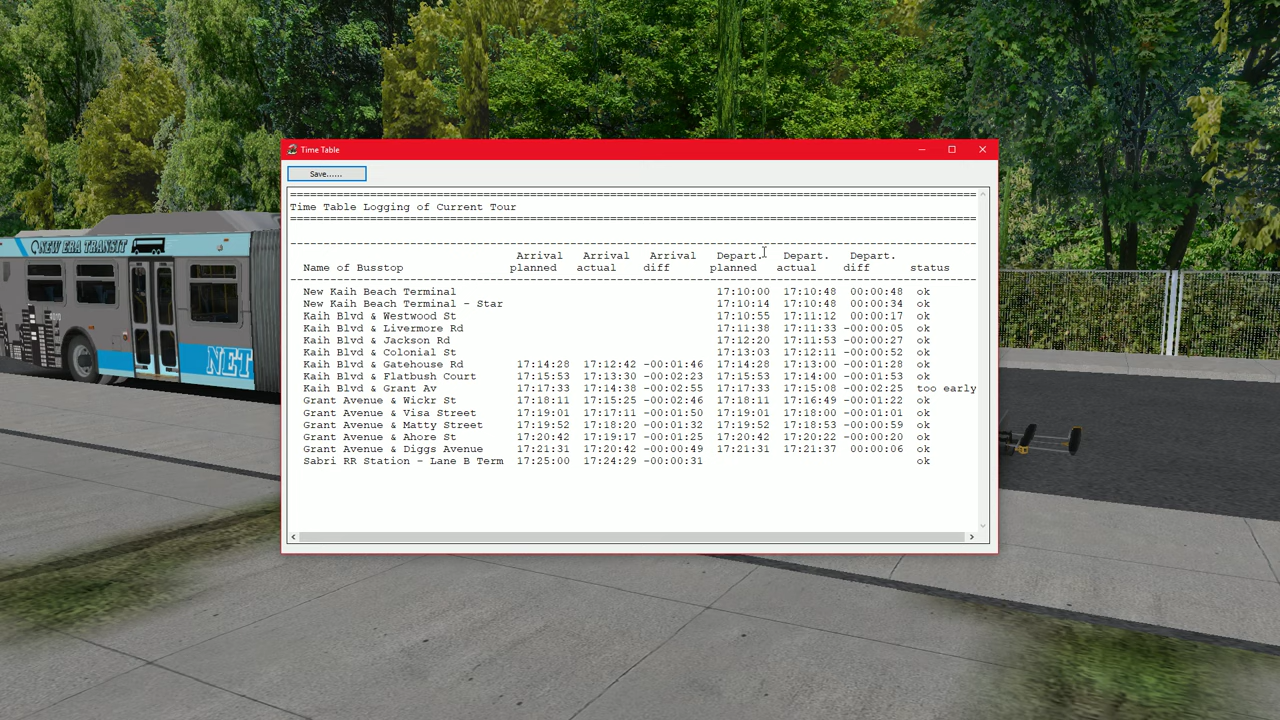 Time Table
Save......
================================================================================
Time Table Logging of Current Tour
================================================================================
--------------------------------------------------------------------------------
Arrival Arrival Arrival Depart. Depart. Depart.
Name of Busstop planned actual diff planned actual diff status
--------------------------------------------------------------------------------
New Kaih Beach Terminal 17:10:00 17:10:48 00:00:48 ok
New Kaih Beach Terminal - Star 17:10:14 17:10:48 00:00:34 ok
Kaih Blvd & Westwood St 17:10:55 17:11:12 00:00:17 ok
Kaih Blvd & Livermore Rd 17:11:38 17:11:33 -00:00:05 ok
Kaih Blvd & Jackson Rd 17:12:20 17:11:53 -00:00:27 ok
Kaih Blvd & Colonial St 17:13:03 17:12:11 -00:00:52 ok
Kaih Blvd & Gatehouse Rd 17:14:28 17:12:42 -00:01:46 17:14:28 17:13:00 -00:01:28 ok
Kaih Blvd & Flatbush Court 17:15:53 17:13:30 -00:02:23 17:15:53 17:14:00 -00:01:53 ok
Kaih Blvd & Grant Av 17:17:33 17:14:38 -00:02:55 17:17:33 17:15:08 -00:02:25 too early
Grant Avenue & Wickr St 17:18:11 17:15:25 -00:02:46 17:18:11 17:16:49 -00:01:22 ok
Grant Avenue & Visa Street 17:19:01 17:17:11 -00:01:50 17:19:01 17:18:00 -00:01:01 ok
Grant Avenue & Matty Street 17:19:52 17:18:20 -00:01:32 17:19:52 17:18:53 -00:00:59 ok
Grant Avenue & Ahore St 17:20:42 17:19:17 -00:01:25 17:20:42 17:20:22 -00:00:20 ok
Grant Avenue & Diggs Avenue 17:21:31 17:20:42 -00:00:49 17:21:31 17:21:37 00:00:06 ok
Sabri RR Station - Lane B Term 17:25:00 17:24:29 -00:00:31 ok
NEW ERA TRANSIT
NET